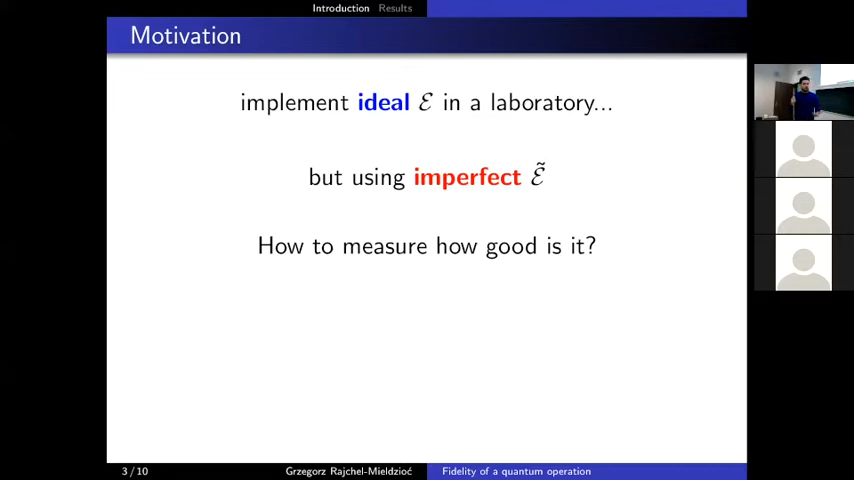 Introduction Results
Motivation
implement ideal ℰ in a laboratory...
but using imperfect ℰ̃
How to measure how good is it?
3 / 10 Grzegorz Rajchel-Mieldzioć Fidelity of a quantum operation